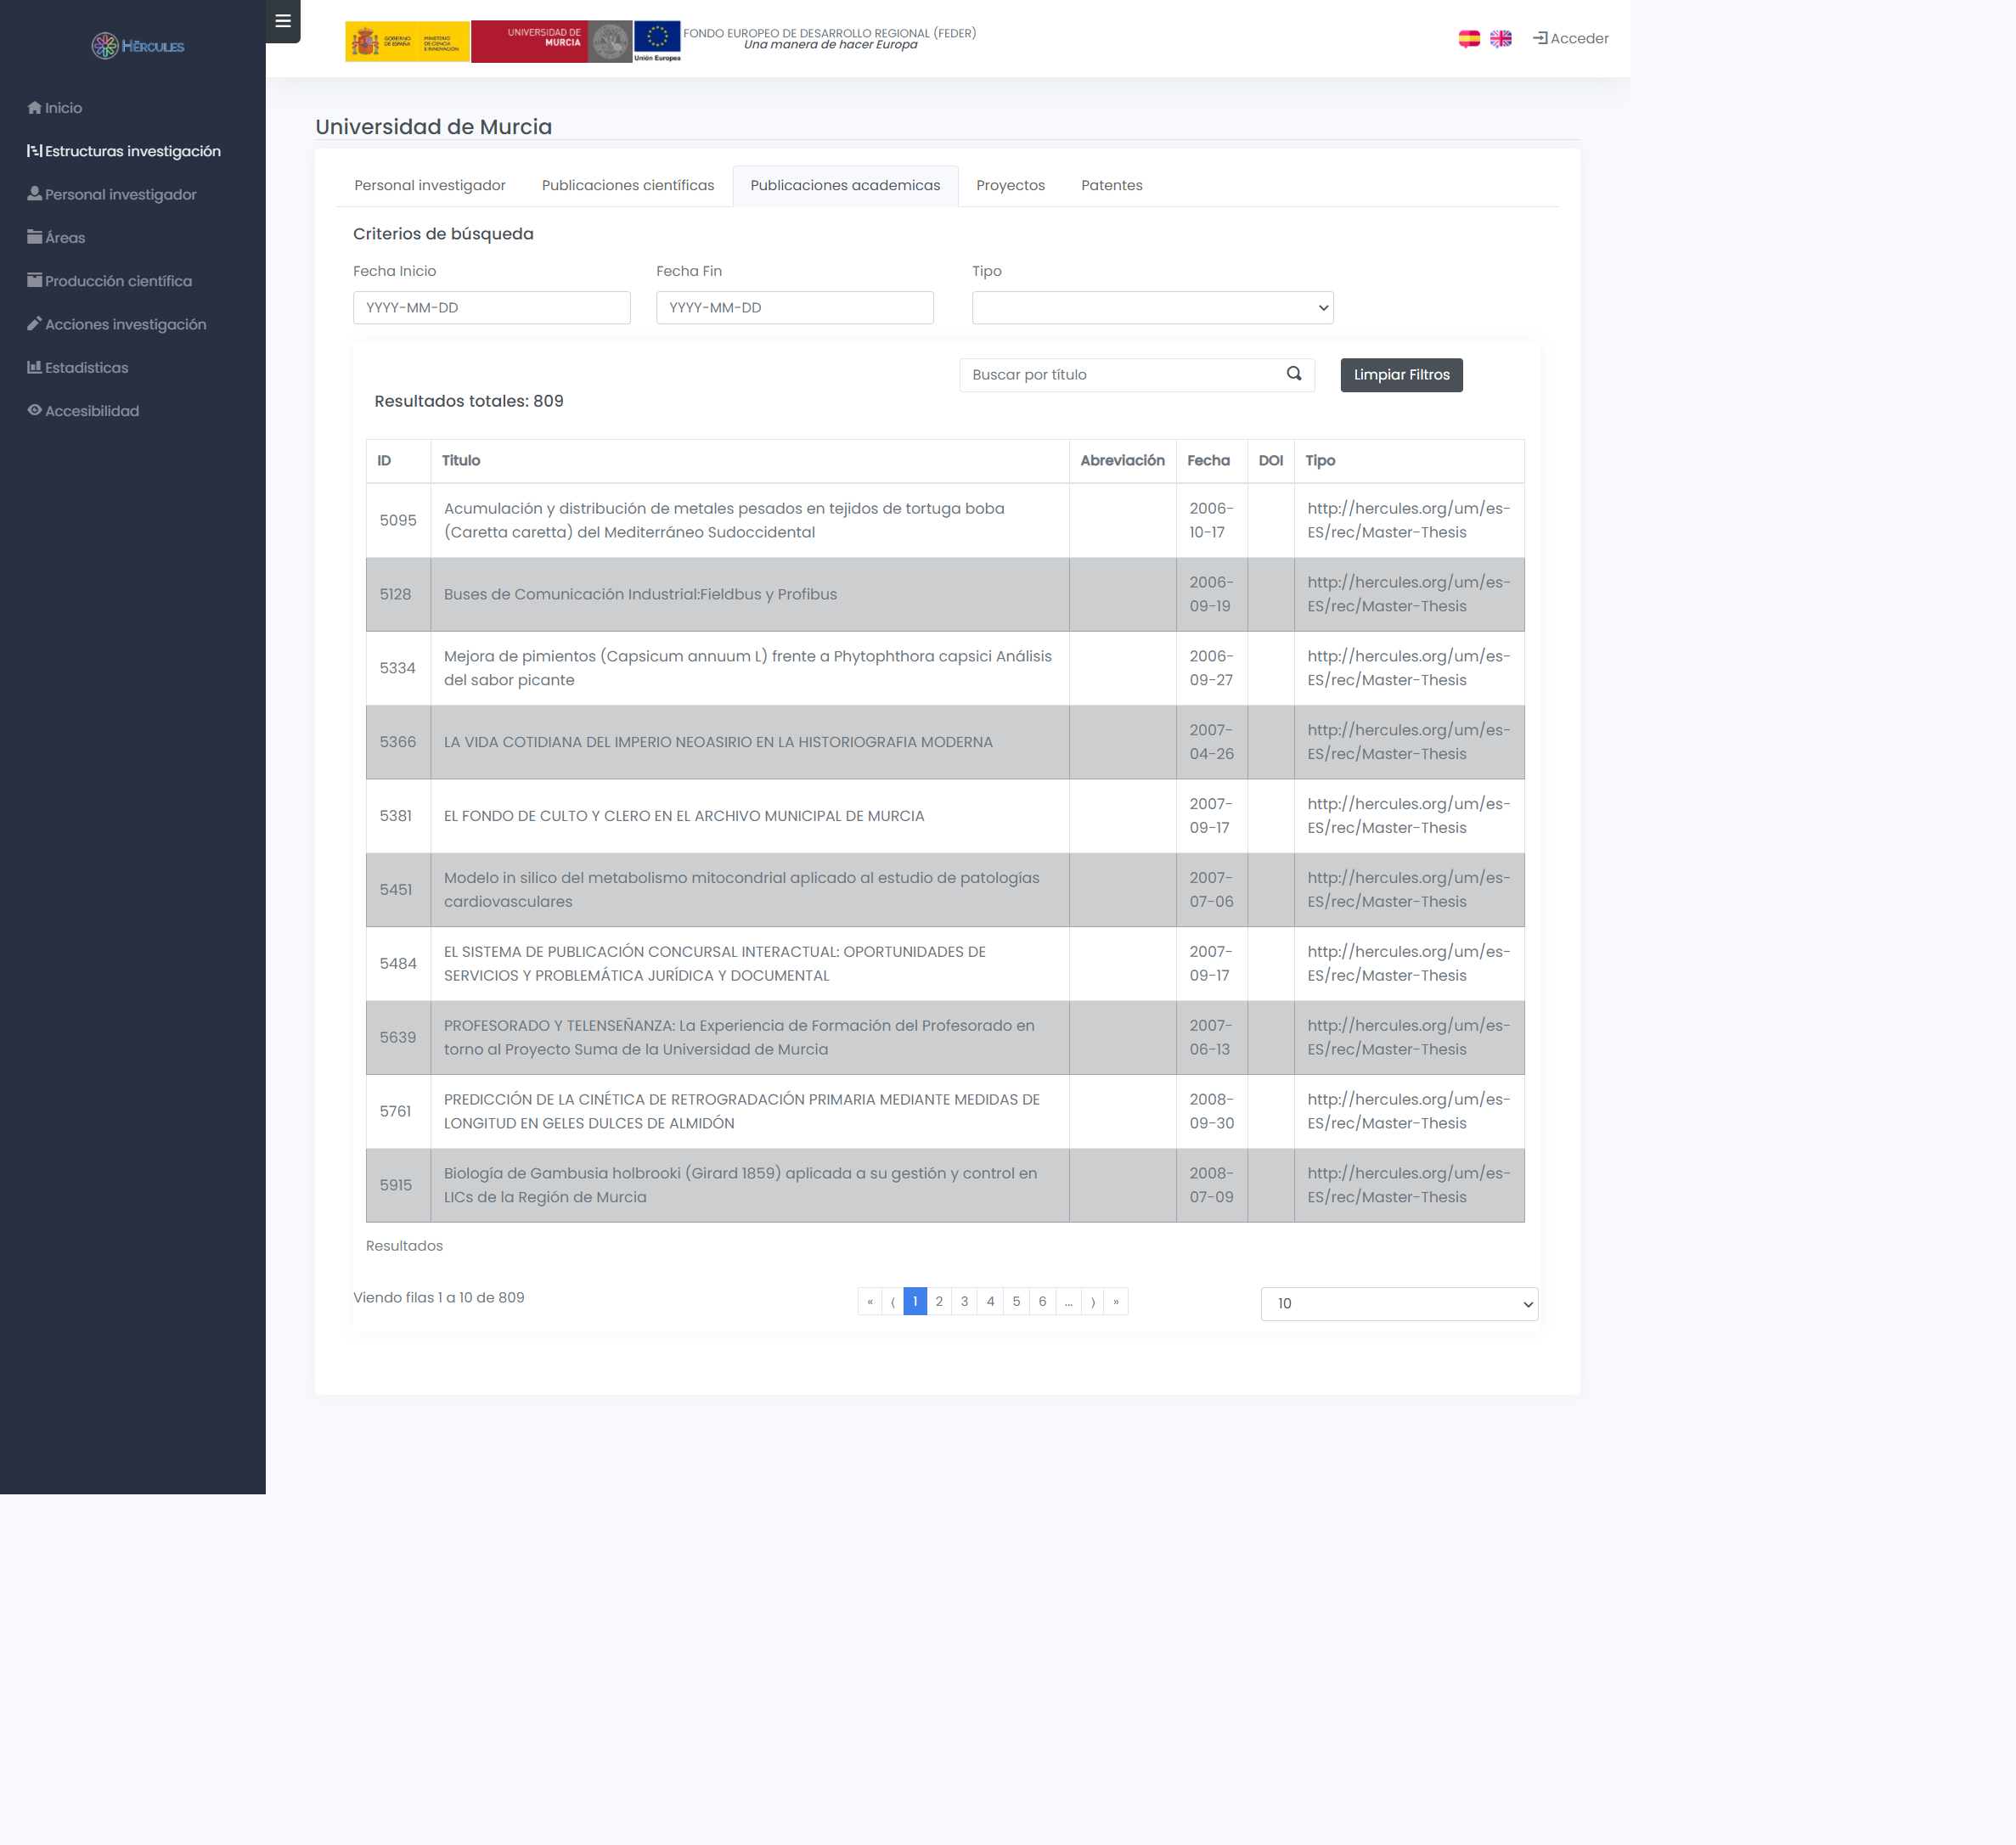 HÉRCULES
Inicio
Estructuras investigación
Personal investigador
Áreas
Producción científica
Acciones investigación
Estadisticas
Accesibilidad
GOBIERNO
DE ESPAÑA
MINISTERIO
DE CIENCIA
E INNOVACIÓN
UNIVERSIDAD DE
MURCIA
Unión Europea
FONDO EUROPEO DE DESARROLLO REGIONAL (FEDER)
Una manera de hacer Europa
Acceder
Universidad de Murcia
Personal investigador Publicaciones científicas Publicaciones academicas Proyectos Patentes
Criterios de búsqueda
Fecha Inicio Fecha Fin Tipo
YYYY-MM-DD YYYY-MM-DD
Buscar por título Limpiar Filtros
Resultados totales: 809
ID Titulo Abreviación Fecha DOI Tipo
5095 Acumulación y distribución de metales pesados en tejidos de tortuga boba 2006- http://hercules.org/um/es-
(Caretta caretta) del Mediterráneo Sudoccidental 10-17 ES/rec/Master-Thesis
5128 Buses de Comunicación Industrial:Fieldbus y Profibus 2006- http://hercules.org/um/es-
09-19 ES/rec/Master-Thesis
5334 Mejora de pimientos (Capsicum annuum L) frente a Phytophthora capsici Análisis 2006- http://hercules.org/um/es-
del sabor picante 09-27 ES/rec/Master-Thesis
5366 LA VIDA COTIDIANA DEL IMPERIO NEOASIRIO EN LA HISTORIOGRAFIA MODERNA 2007- http://hercules.org/um/es-
04-26 ES/rec/Master-Thesis
5381 EL FONDO DE CULTO Y CLERO EN EL ARCHIVO MUNICIPAL DE MURCIA 2007- http://hercules.org/um/es-
09-17 ES/rec/Master-Thesis
5451 Modelo in silico del metabolismo mitocondrial aplicado al estudio de patologías 2007- http://hercules.org/um/es-
cardiovasculares 07-06 ES/rec/Master-Thesis
5484 EL SISTEMA DE PUBLICACIÓN CONCURSAL INTERACTUAL: OPORTUNIDADES DE 2007- http://hercules.org/um/es-
SERVICIOS Y PROBLEMÁTICA JURÍDICA Y DOCUMENTAL 09-17 ES/rec/Master-Thesis
5639 PROFESORADO Y TELENSEÑANZA: La Experiencia de Formación del Profesorado en 2007- http://hercules.org/um/es-
torno al Proyecto Suma de la Universidad de Murcia 06-13 ES/rec/Master-Thesis
5761 PREDICCIÓN DE LA CINÉTICA DE RETROGRADACIÓN PRIMARIA MEDIANTE MEDIDAS DE 2008- http://hercules.org/um/es-
LONGITUD EN GELES DULCES DE ALMIDÓN 09-30 ES/rec/Master-Thesis
5915 Biología de Gambusia holbrooki (Girard 1859) aplicada a su gestión y control en 2008- http://hercules.org/um/es-
LICs de la Región de Murcia 07-09 ES/rec/Master-Thesis
Resultados
Viendo filas 1 a 10 de 809 « ⟨ 1 2 3 4 5 6 ... ⟩ » 10